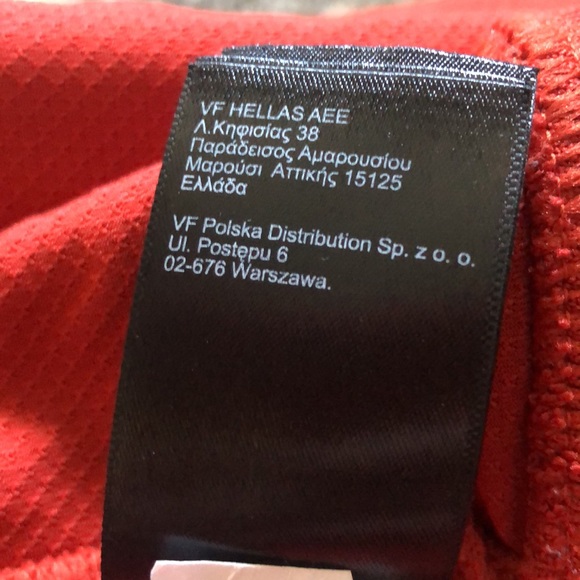 VF HELLAS AEE
Λ.Κηφισίας 38
Παράδεισος Αμαρουσίου
Μαρούσι Αττικής 15125
Ελλάδα
VF Polska Distribution Sp. z o. o.
Ul. Postępu 6
02-676 Warszawa.